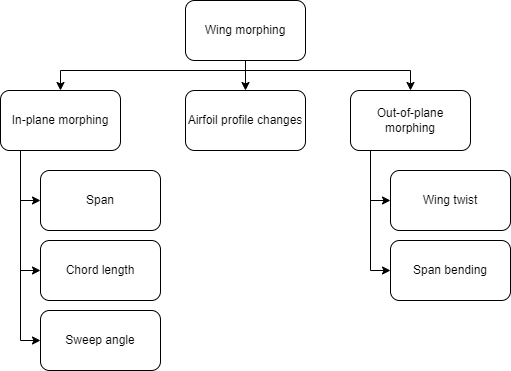 Wing morphing
In-plane morphing
Airfoil profile changes
Out-of-plane
morphing
Span
Chord length
Sweep angle
Wing twist
Span bending